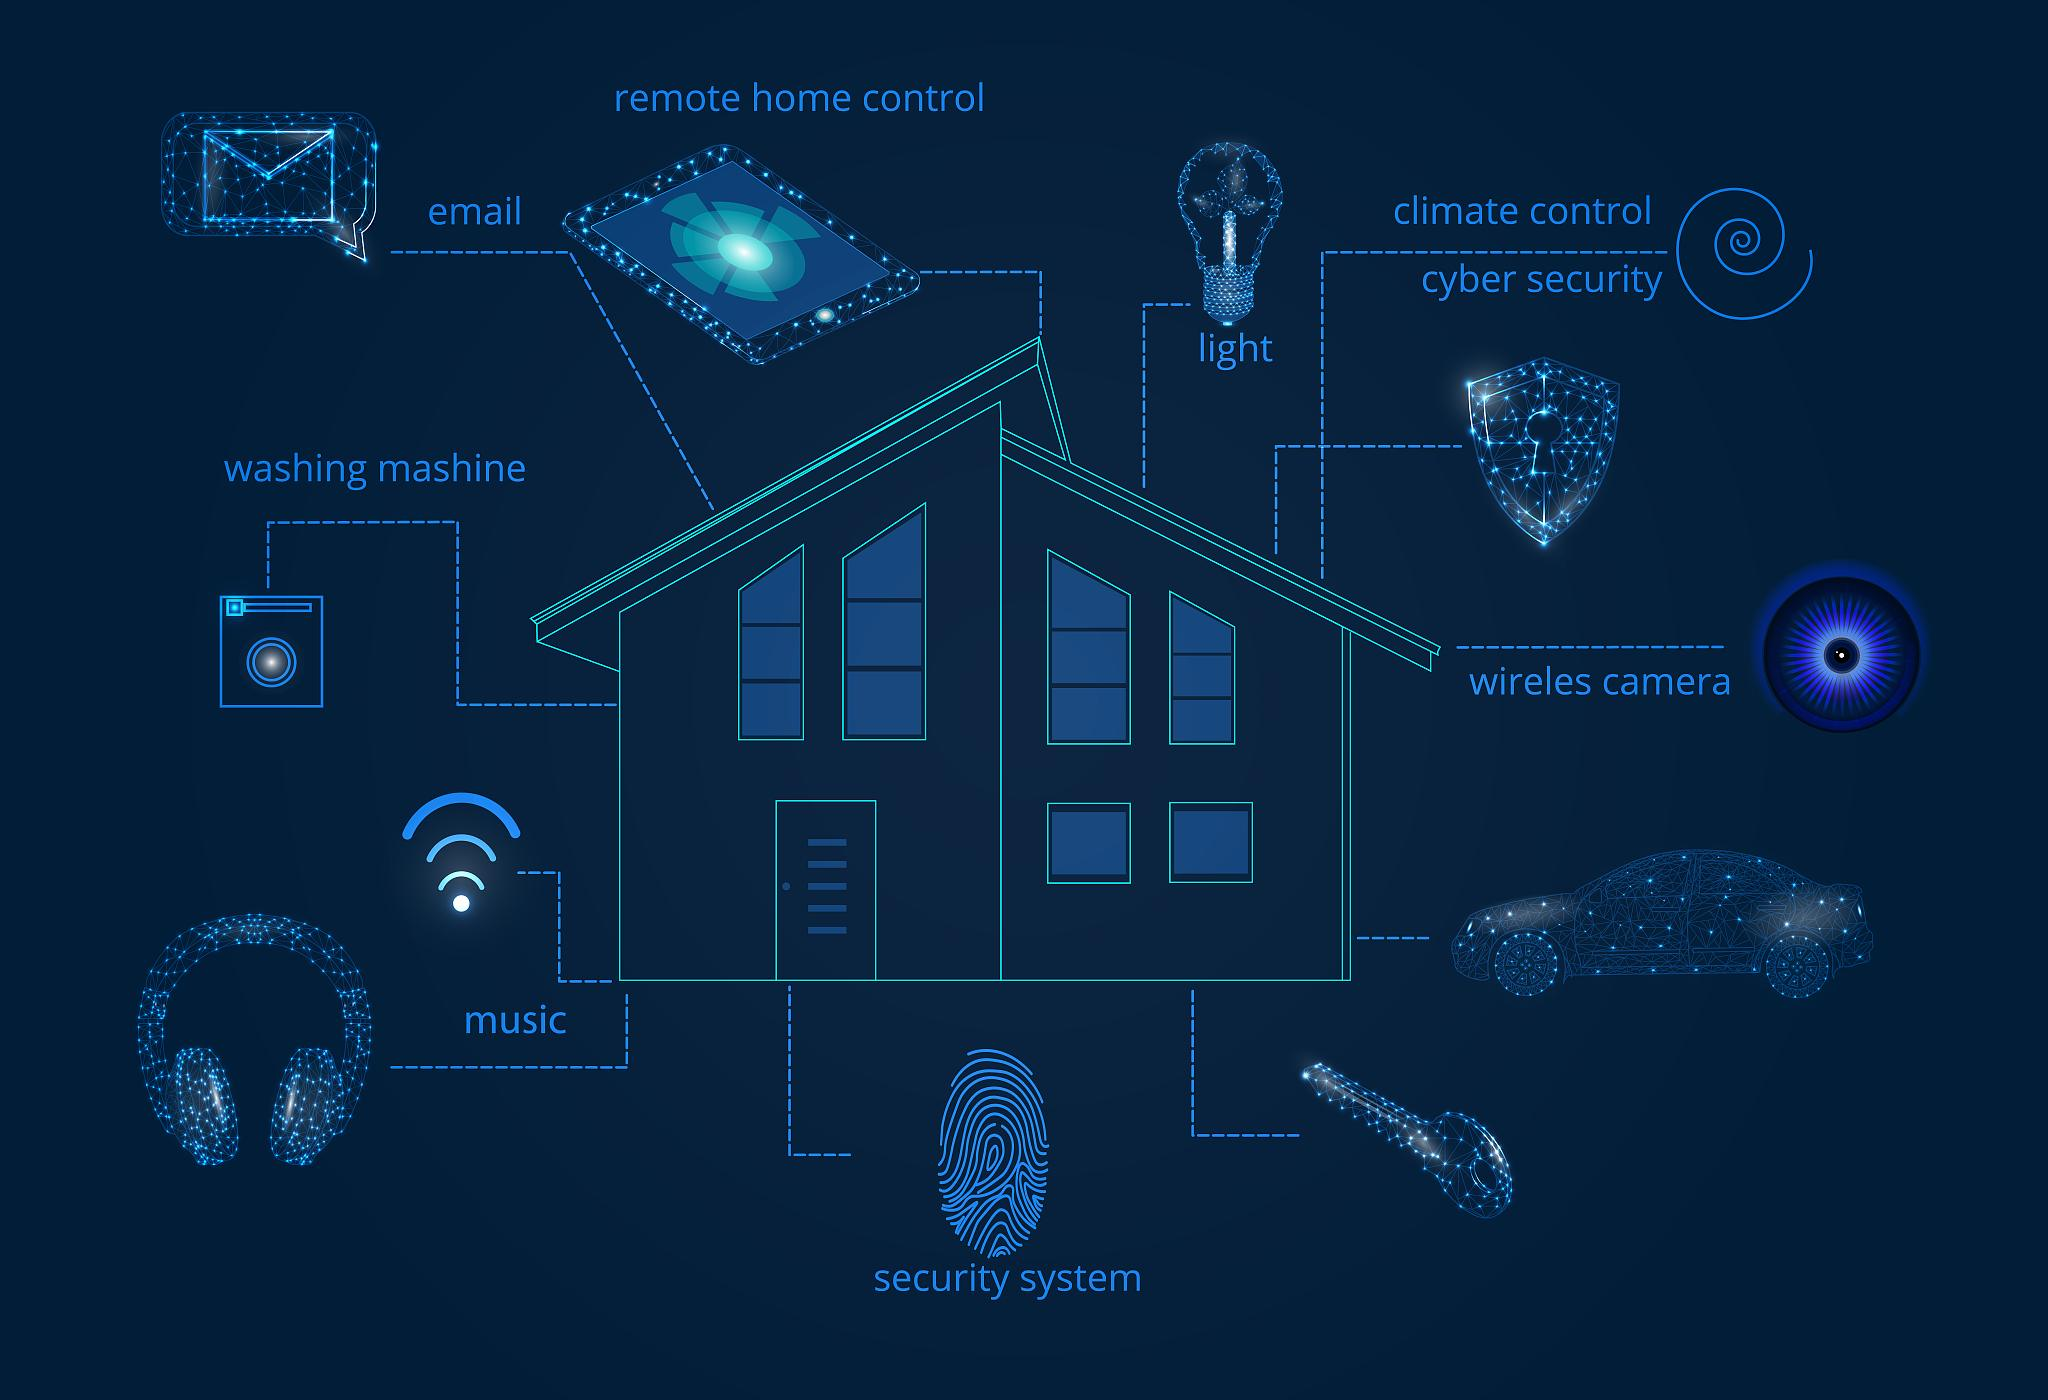 remote home control
email
climate control
cyber security
light
washing mashine
wireles camera
music
security system